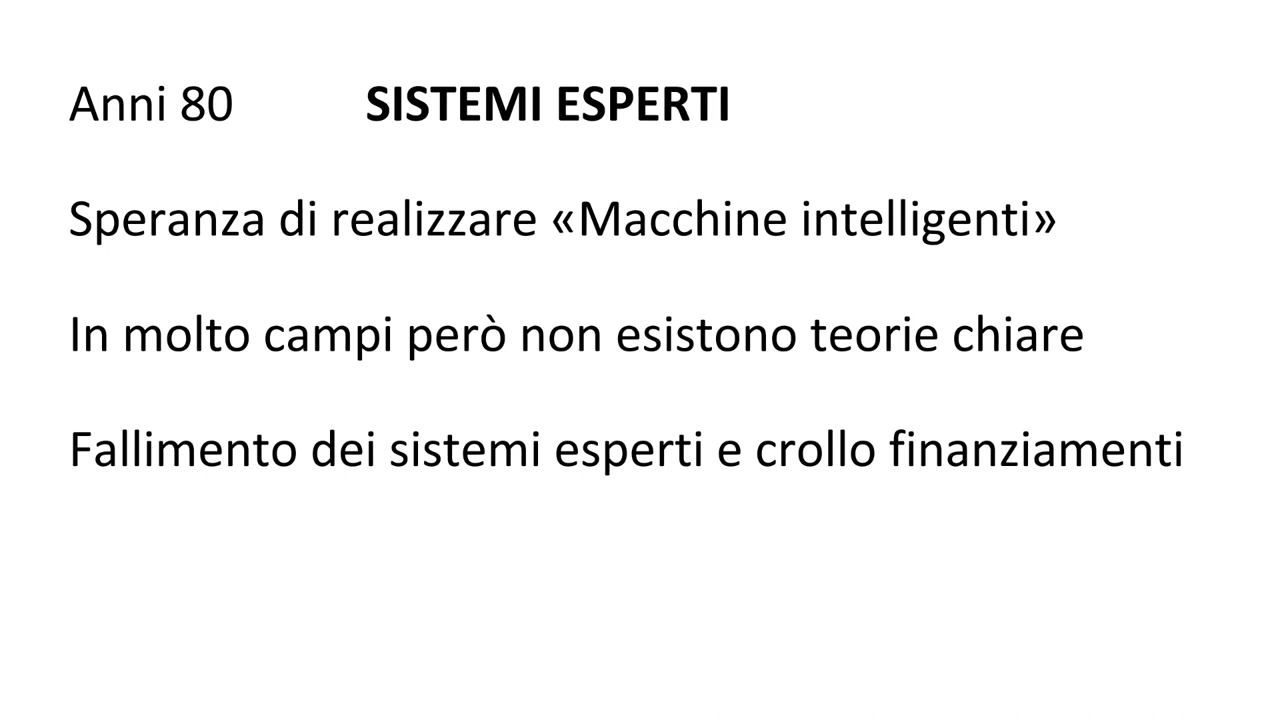 Anni 80 SISTEMI ESPERTI
Speranza di realizzare «Macchine intelligenti»
In molto campi però non esistono teorie chiare
Fallimento dei sistemi esperti e crollo finanziamenti